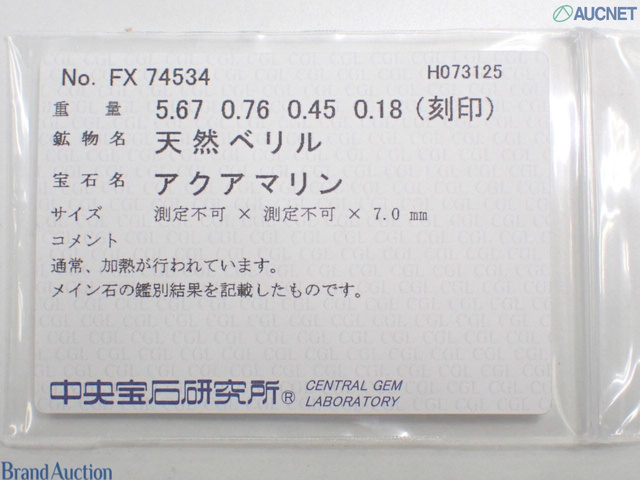 AUCNET
No. FX 74534 H073125
重量 5.67 0.76 0.45 0.18 (刻印)
鉱物名 天然ベリル
宝石名 アクアマリン
サイズ 測定不可 × 測定不可 × 7.0 mm
コメント
通常、加熱が行われています。
メイン石の鑑別結果を記載したものです。
中央宝石研究所® CENTRAL GEM
LABORATORY
Brand Auction